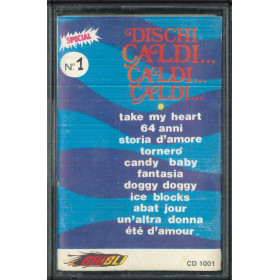 SPECIAL
N° 1
DISCHI
CALDI...
CALDI...
CALDI...
take my heart
64 anni
storia d'amore
tornerò
candy baby
fantasia
doggy doggy
ice blocks
abat jour
un'altra donna
été d'amour
GHIBLI
CD 1001